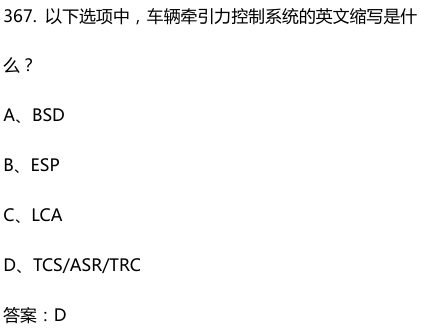 367. 以下选项中，车辆牵引力控制系统的英文缩写是什
么？
A、BSD
B、ESP
C、LCA
D、TCS/ASR/TRC
答案：D